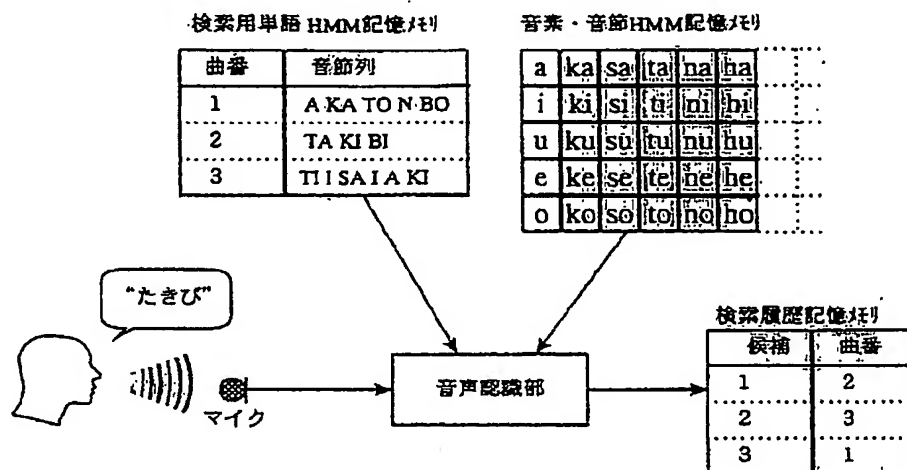 検索用単語 HMM記憶メモリ
曲番 音節列
1 A KA TO N BO
2 TA KI BI
3 TI I SA I A KI
音素・音節HMM記憶メモリ
a ka sa ta na ha
i ki si ti ni hi
u ku su tu nu hu
e ke se te ne he
o ko so to no ho
“たきび”
マイク
音声認識部
検索履歴記憶メモリ
候補 曲番
1 2
2 3
3 1